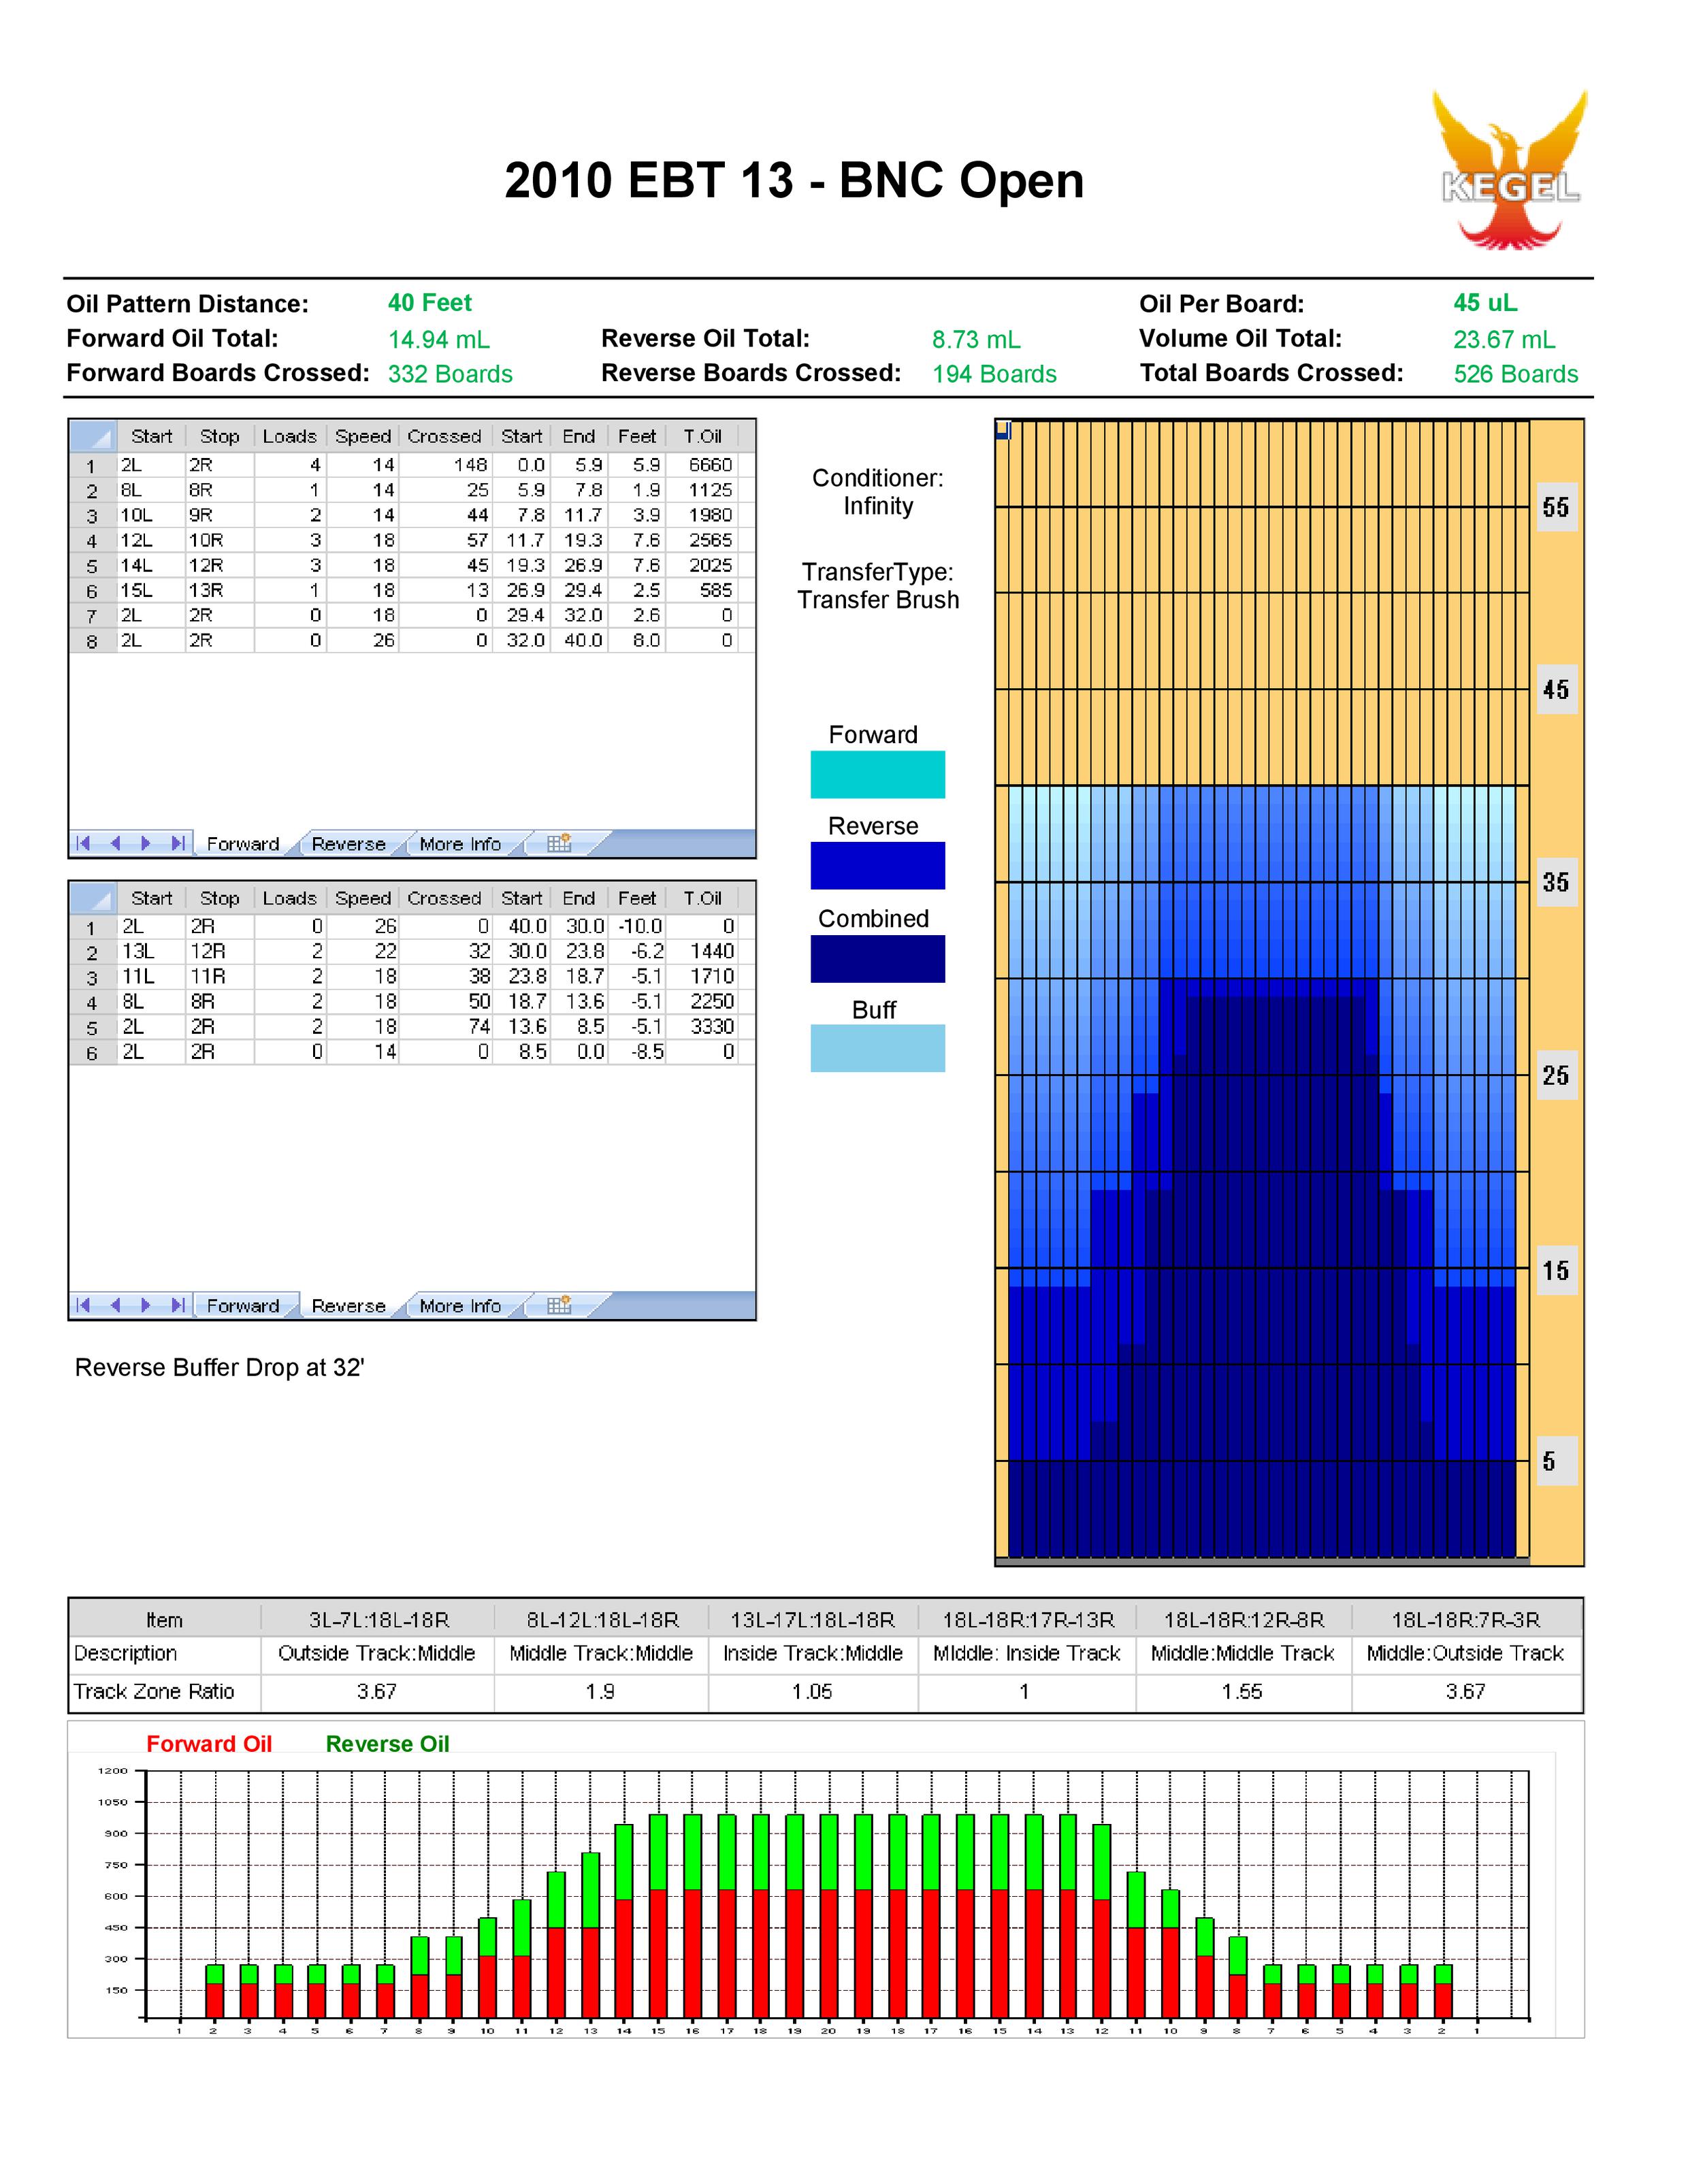 2010 EBT 13 - BNC Open
KEGEL
Oil Pattern Distance: 40 Feet Oil Per Board: 45 uL
Forward Oil Total: 14.94 mL Reverse Oil Total: 8.73 mL Volume Oil Total: 23.67 mL
Forward Boards Crossed: 332 Boards Reverse Boards Crossed: 194 Boards Total Boards Crossed: 526 Boards
Start Stop Loads Speed Crossed Start End Feet T.Oil
1 2L 2R 4 14 148 0.0 5.9 5.9 6660
2 8L 8R 1 14 25 5.9 7.8 1.9 1125
3 10L 9R 2 14 44 7.8 11.7 3.9 1980
4 12L 10R 3 18 57 11.7 19.3 7.6 2565
5 14L 12R 3 18 45 19.3 26.9 7.6 2025
6 15L 13R 1 18 13 26.9 29.4 2.5 585
7 2L 2R 0 18 0 29.4 32.0 2.6 0
8 2L 2R 0 26 0 32.0 40.0 8.0 0
Forward Reverse More Info
Start Stop Loads Speed Crossed Start End Feet T.Oil
1 2L 2R 0 26 0 40.0 30.0 -10.0 0
2 13L 12R 2 22 32 30.0 23.8 -6.2 1440
3 11L 11R 2 18 38 23.8 18.7 -5.1 1710
4 8L 8R 2 18 50 18.7 13.6 -5.1 2250
5 2L 2R 2 18 74 13.6 8.5 -5.1 3330
6 2L 2R 0 14 0 8.5 0.0 -8.5 0
Forward Reverse More Info
Reverse Buffer Drop at 32'
Conditioner:
Infinity
TransferType:
Transfer Brush
Forward
Reverse
Combined
Buff
55
45
35
25
15
5
Item 3L-7L:18L-18R 8L-12L:18L-18R 13L-17L:18L-18R 18L-18R:17R-13R 18L-18R:12R-8R 18L-18R:7R-3R
Description Outside Track:Middle Middle Track:Middle Inside Track:Middle MIddle: Inside Track Middle:Middle Track Middle:Outside Track
Track Zone Ratio 3.67 1.9 1.05 1 1.55 3.67
Forward Oil Reverse Oil
1200
1050
900
750
600
450
300
150
1 2 3 4 5 6 7 8 9 10 11 12 13 14 15 16 17 18 19 20 19 18 17 16 15 14 13 12 11 10 9 8 7 6 5 4 3 2 1